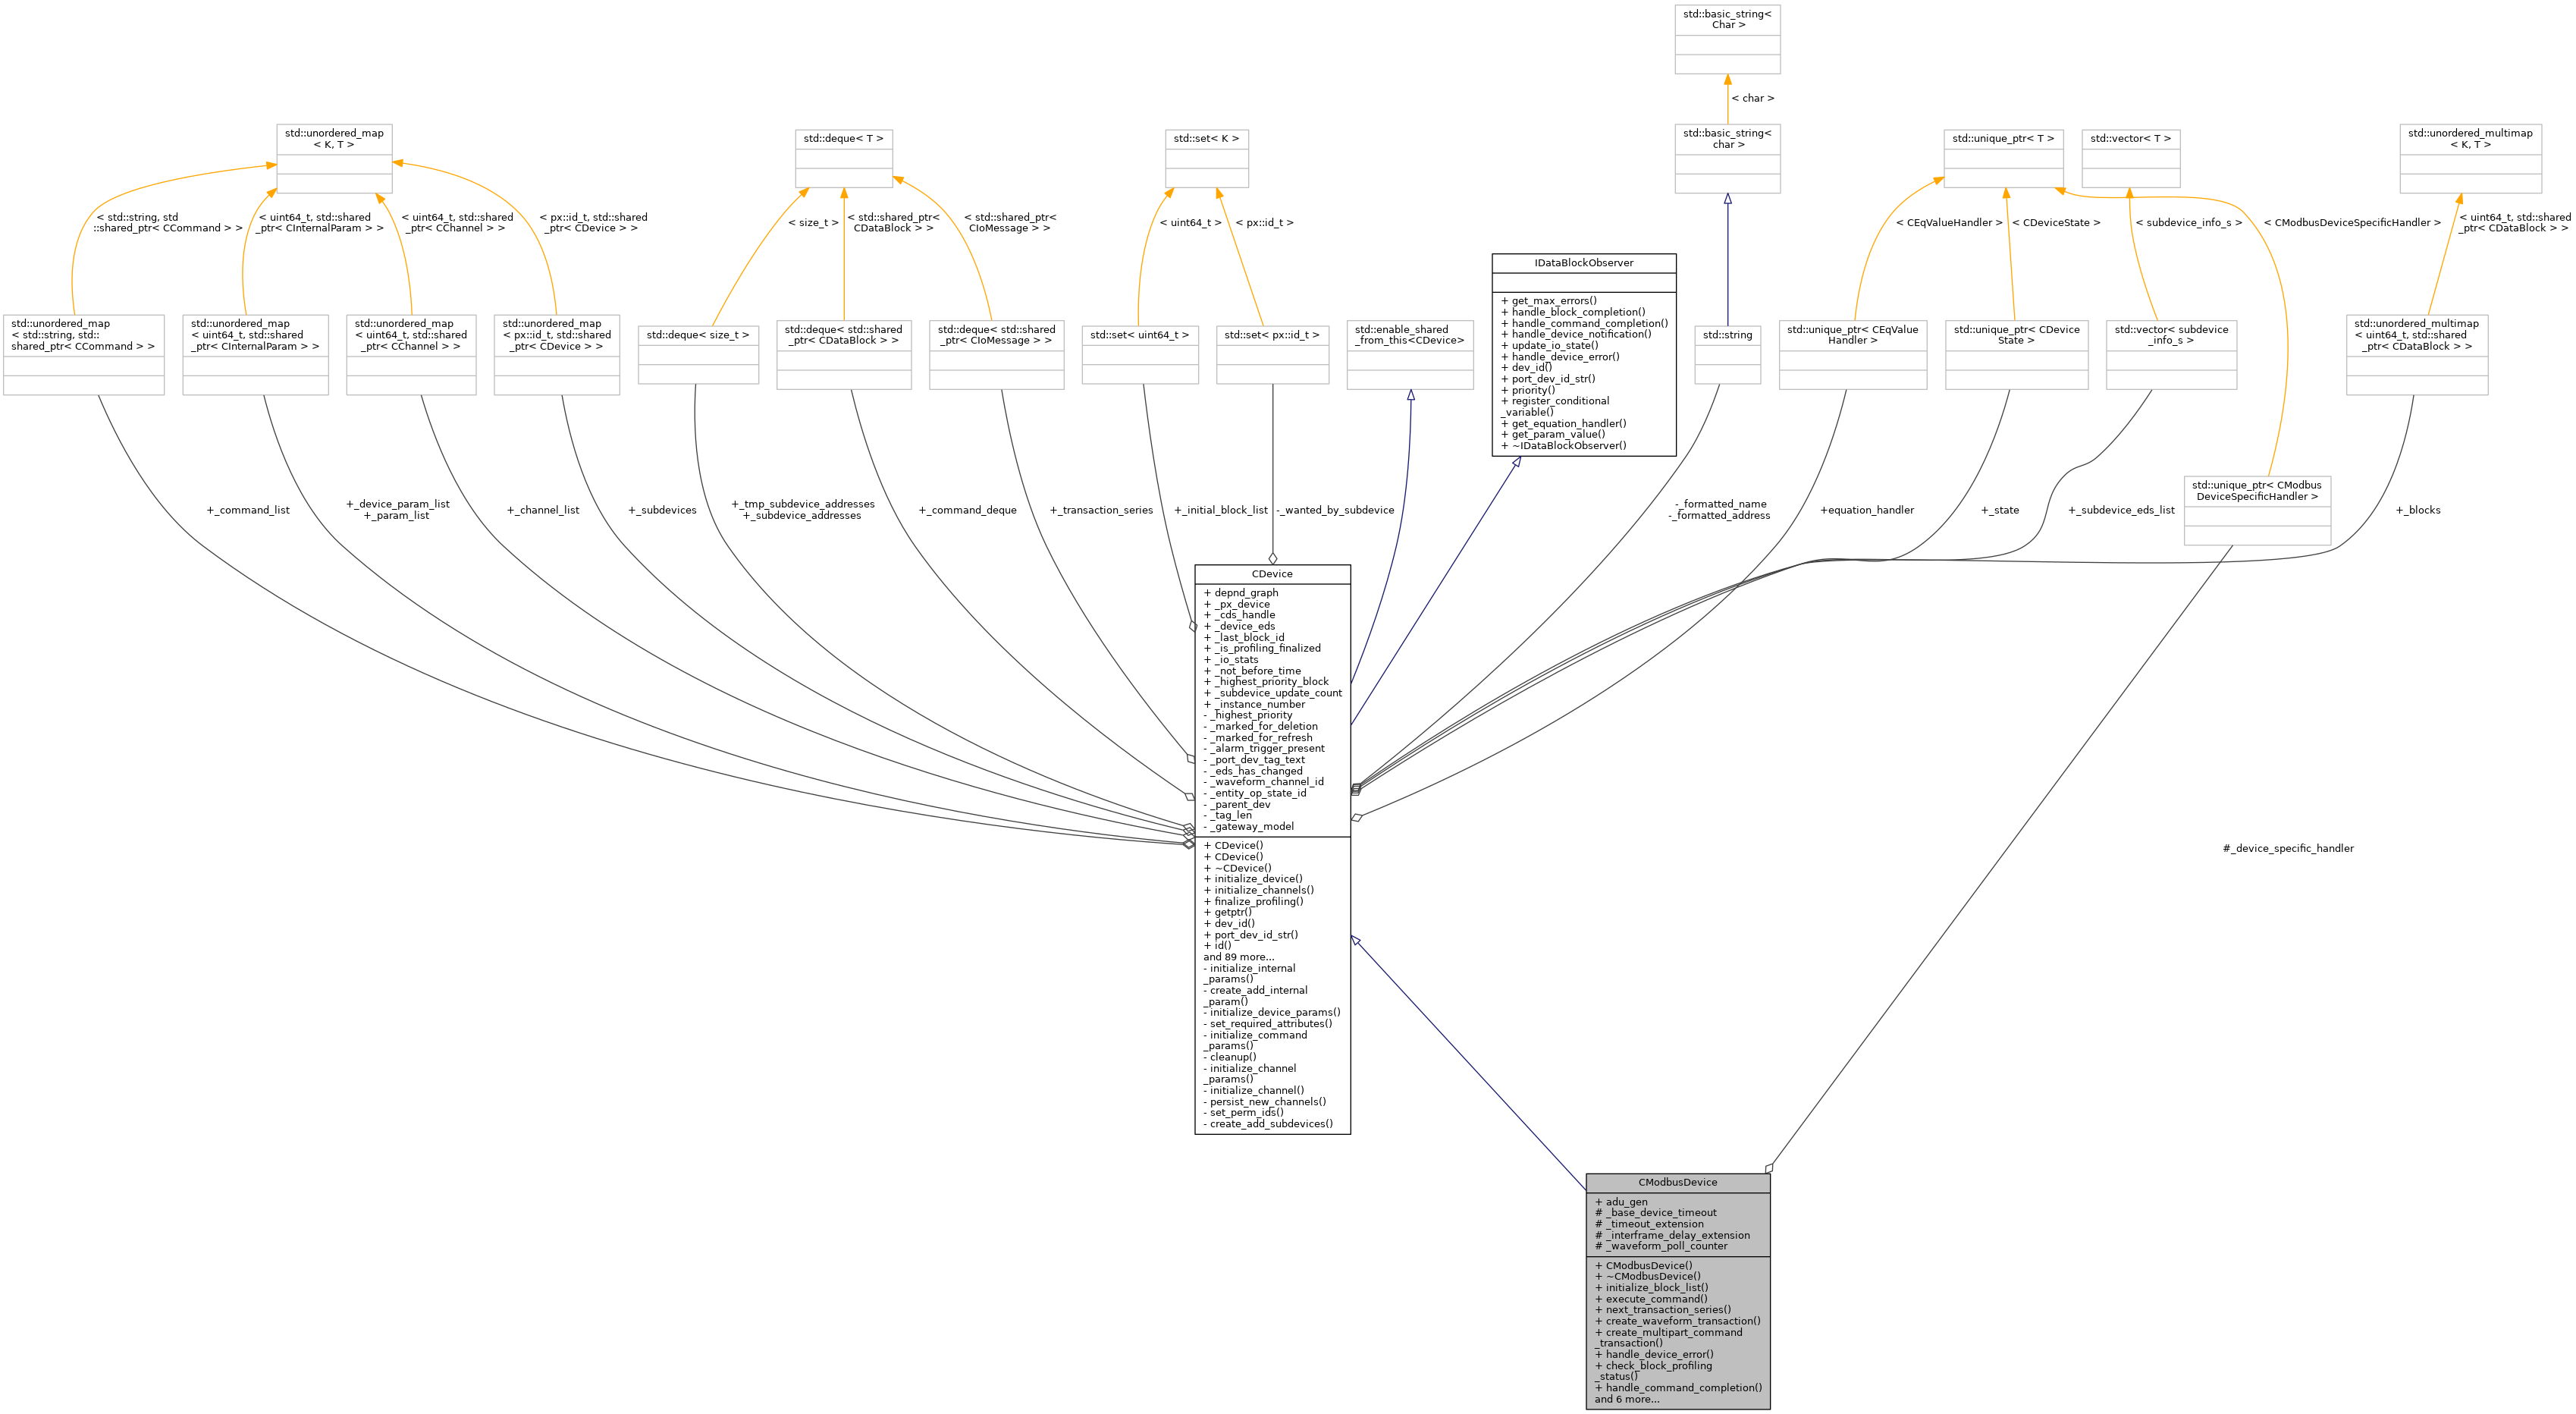 std::basic_string<
Char >
< char >
std::unordered_map
< K, T >
std::deque< T >
std::set< K >
std::basic_string<
char >
std::unique_ptr< T >
std::vector< T >
std::unordered_multimap
< K, T >
< std::string, std
::shared_ptr< CCommand > >
< uint64_t, std::shared
_ptr< CInternalParam > >
< uint64_t, std::shared
_ptr< CChannel > >
< px::id_t, std::shared
_ptr< CDevice > >
< size_t >
< std::shared_ptr<
CDataBlock > >
< std::shared_ptr<
CIoMessage > >
< uint64_t >
< px::id_t >
< CEqValueHandler >
< CDeviceState >
< subdevice_info_s >
< CModbusDeviceSpecificHandler >
< uint64_t, std::shared
_ptr< CDataBlock > >
IDataBlockObserver
+ get_max_errors()
+ handle_block_completion()
+ handle_command_completion()
+ handle_device_notification()
+ update_io_state()
+ handle_device_error()
+ dev_id()
+ port_dev_id_str()
+ priority()
+ register_conditional
_variable()
+ get_equation_handler()
+ get_param_value()
+ ~IDataBlockObserver()
std::unordered_map
< std::string, std::
shared_ptr< CCommand > >
std::unordered_map
< uint64_t, std::shared
_ptr< CInternalParam > >
std::unordered_map
< uint64_t, std::shared
_ptr< CChannel > >
std::unordered_map
< px::id_t, std::shared
_ptr< CDevice > >
std::deque< size_t >
std::deque< std::shared
_ptr< CDataBlock > >
std::deque< std::shared
_ptr< CIoMessage > >
std::set< uint64_t >
std::set< px::id_t >
std::enable_shared
_from_this<CDevice>
std::string
std::unique_ptr< CEqValue
Handler >
std::unique_ptr< CDevice
State >
std::vector< subdevice
_info_s >
std::unordered_multimap
< uint64_t, std::shared
_ptr< CDataBlock > >
std::unique_ptr< CModbus
DeviceSpecificHandler >
+_command_list
+_device_param_list
+_param_list
+_channel_list
+_subdevices
+_tmp_subdevice_addresses
+_subdevice_addresses
+_command_deque
+_transaction_series
+_initial_block_list
-_wanted_by_subdevice
-_formatted_name
-_formatted_address
+equation_handler
+_state
+_subdevice_eds_list
+_blocks
CDevice
+ depnd_graph
+ _px_device
+ _cds_handle
+ _device_eds
+ _last_block_id
+ _is_profiling_finalized
+ _io_stats
+ _not_before_time
+ _highest_priority_block
+ _subdevice_update_count
+ _instance_number
- _highest_priority
- _marked_for_deletion
- _marked_for_refresh
- _alarm_trigger_present
- _port_dev_tag_text
- _eds_has_changed
- _waveform_channel_id
- _entity_op_state_id
- _parent_dev
- _tag_len
- _gateway_model
+ CDevice()
+ CDevice()
+ ~CDevice()
+ initialize_device()
+ initialize_channels()
+ finalize_profiling()
+ getptr()
+ dev_id()
+ port_dev_id_str()
+ id()
and 89 more...
- initialize_internal
_params()
- create_add_internal
_param()
- initialize_device_params()
- set_required_attributes()
- initialize_command
_params()
- cleanup()
- initialize_channel
_params()
- initialize_channel()
- persist_new_channels()
- set_perm_ids()
- create_add_subdevices()
#_device_specific_handler
CModbusDevice
+ adu_gen
# _base_device_timeout
# _timeout_extension
# _interframe_delay_extension
# _waveform_poll_counter
+ CModbusDevice()
+ ~CModbusDevice()
+ initialize_block_list()
+ execute_command()
+ next_transaction_series()
+ create_waveform_transaction()
+ create_multipart_command
_transaction()
+ handle_device_error()
+ check_block_profiling
_status()
+ handle_command_completion()
and 6 more...